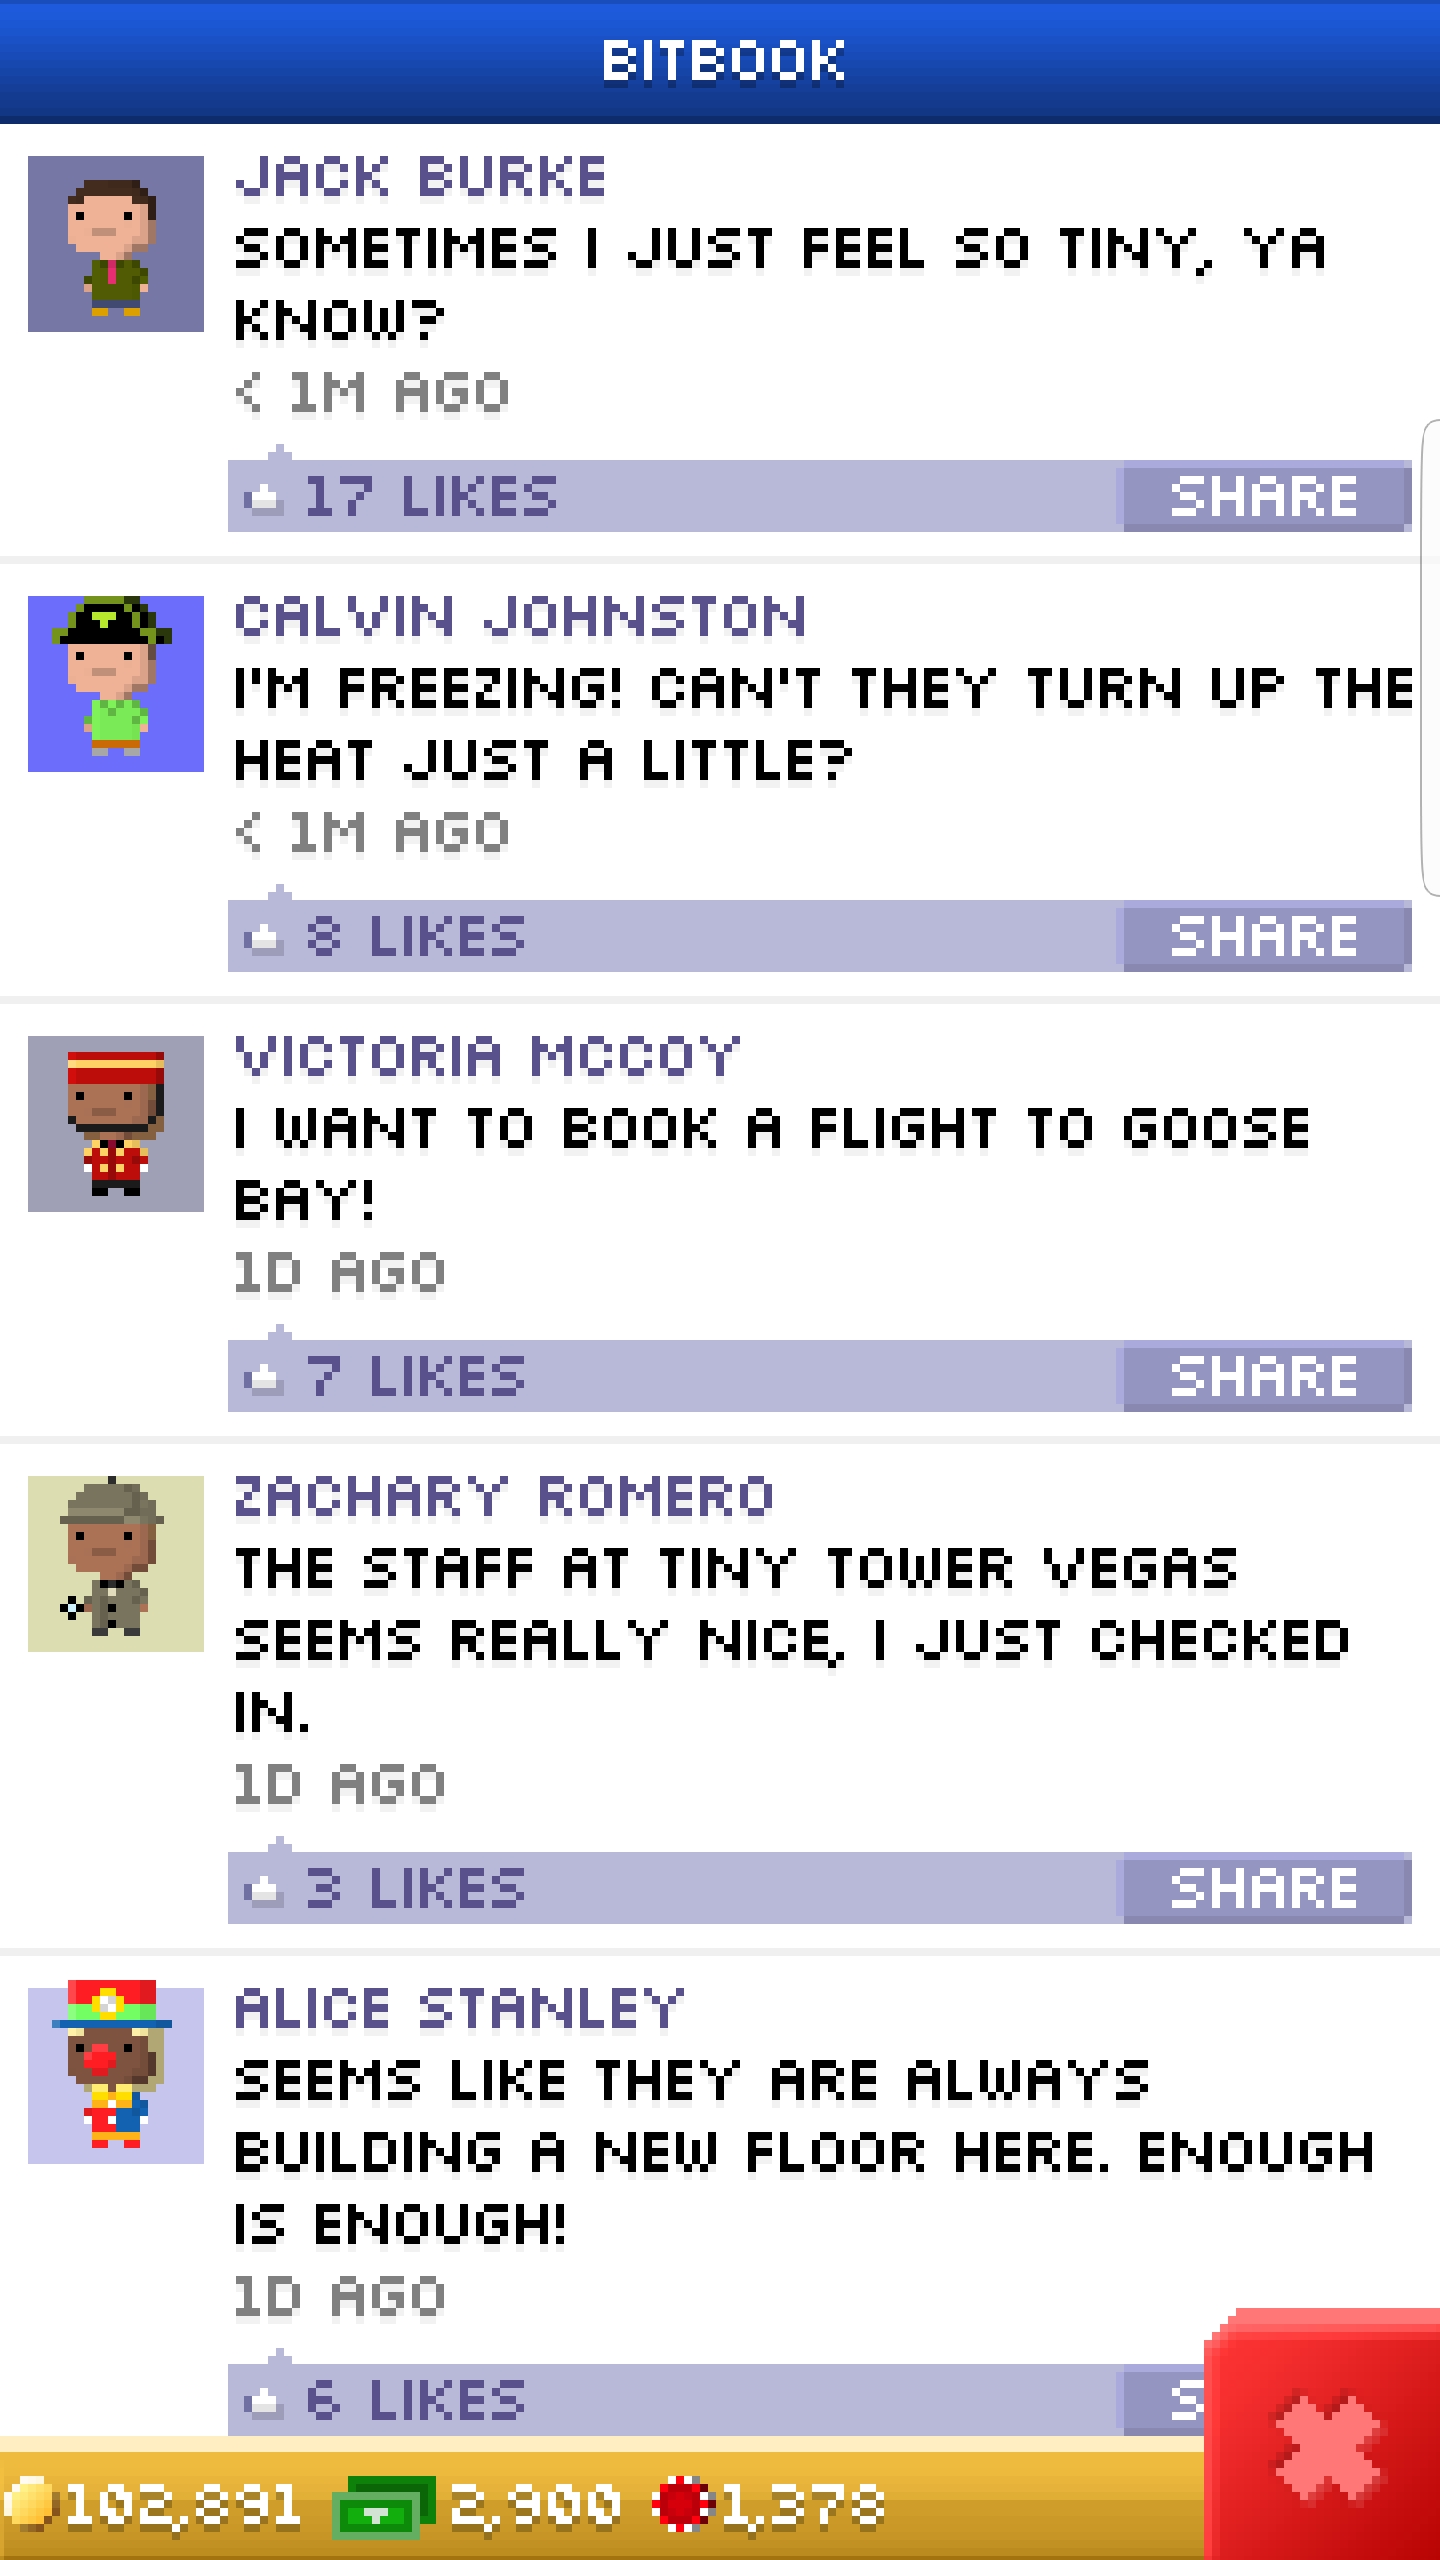 BITBOOK
JACK BURKE
SOMETIMES I JUST FEEL SO TINY, YA
KNOW?
< 1M AGO
17 LIKES
SHARE
CALVIN JOHNSTON
I'M FREEZING! CAN'T THEY TURN UP THE
HEAT JUST A LITTLE?
< 1M AGO
8 LIKES
SHARE
VICTORIA MCCOY
I WANT TO BOOK A FLIGHT TO GOOSE
BAY!
1D AGO
7 LIKES
SHARE
ZACHARY ROMERO
THE STAFF AT TINY TOWER VEGAS
SEEMS REALLY NICE, I JUST CHECKED
IN.
1D AGO
3 LIKES
SHARE
ALICE STANLEY
SEEMS LIKE THEY ARE ALWAYS
BUILDING A NEW FLOOR HERE. ENOUGH
IS ENOUGH!
1D AGO
6 LIKES
S
102,891 2,900 1,378